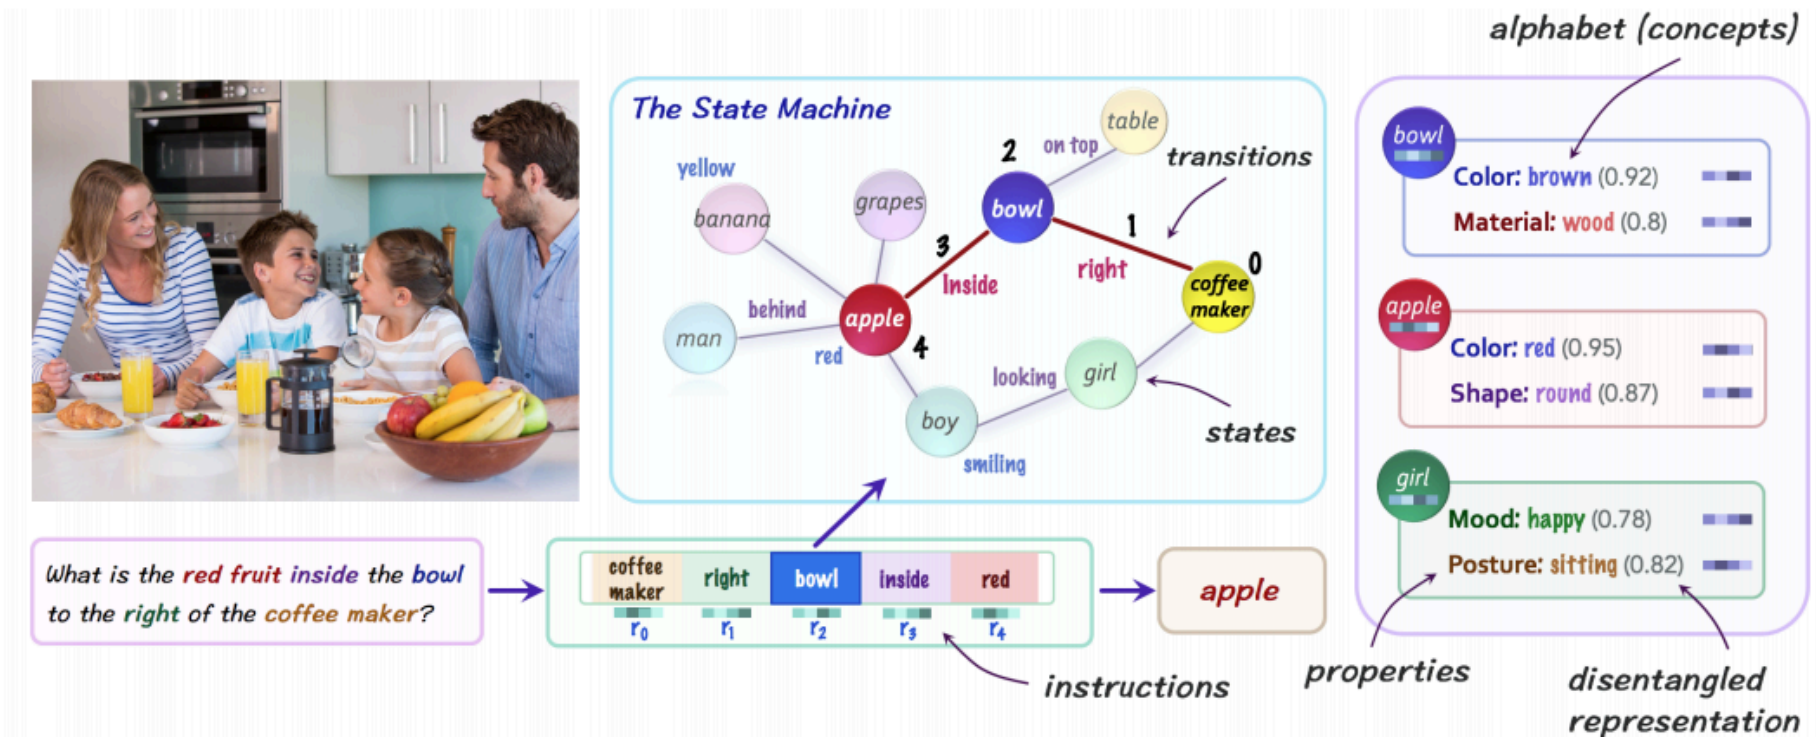 alphabet (concepts)
The State Machine
table
on top
2
transitions
yellow
banana
grapes
bowl
1
3
Inside
right
0
coffee
maker
behind
man
apple
red
4
looking
girl
boy
smiling
states
bowl
Color: brown (0.92)
Material: wood (0.8)
apple
Color: red (0.95)
Shape: round (0.87)
girl
Mood: happy (0.78)
Posture: sitting (0.82)
properties
disentangled
representation
What is the red fruit inside the bowl
to the right of the coffee maker?
coffee
maker
right
bowl
inside
red
r0 r1 r2 r3 r4
instructions
apple